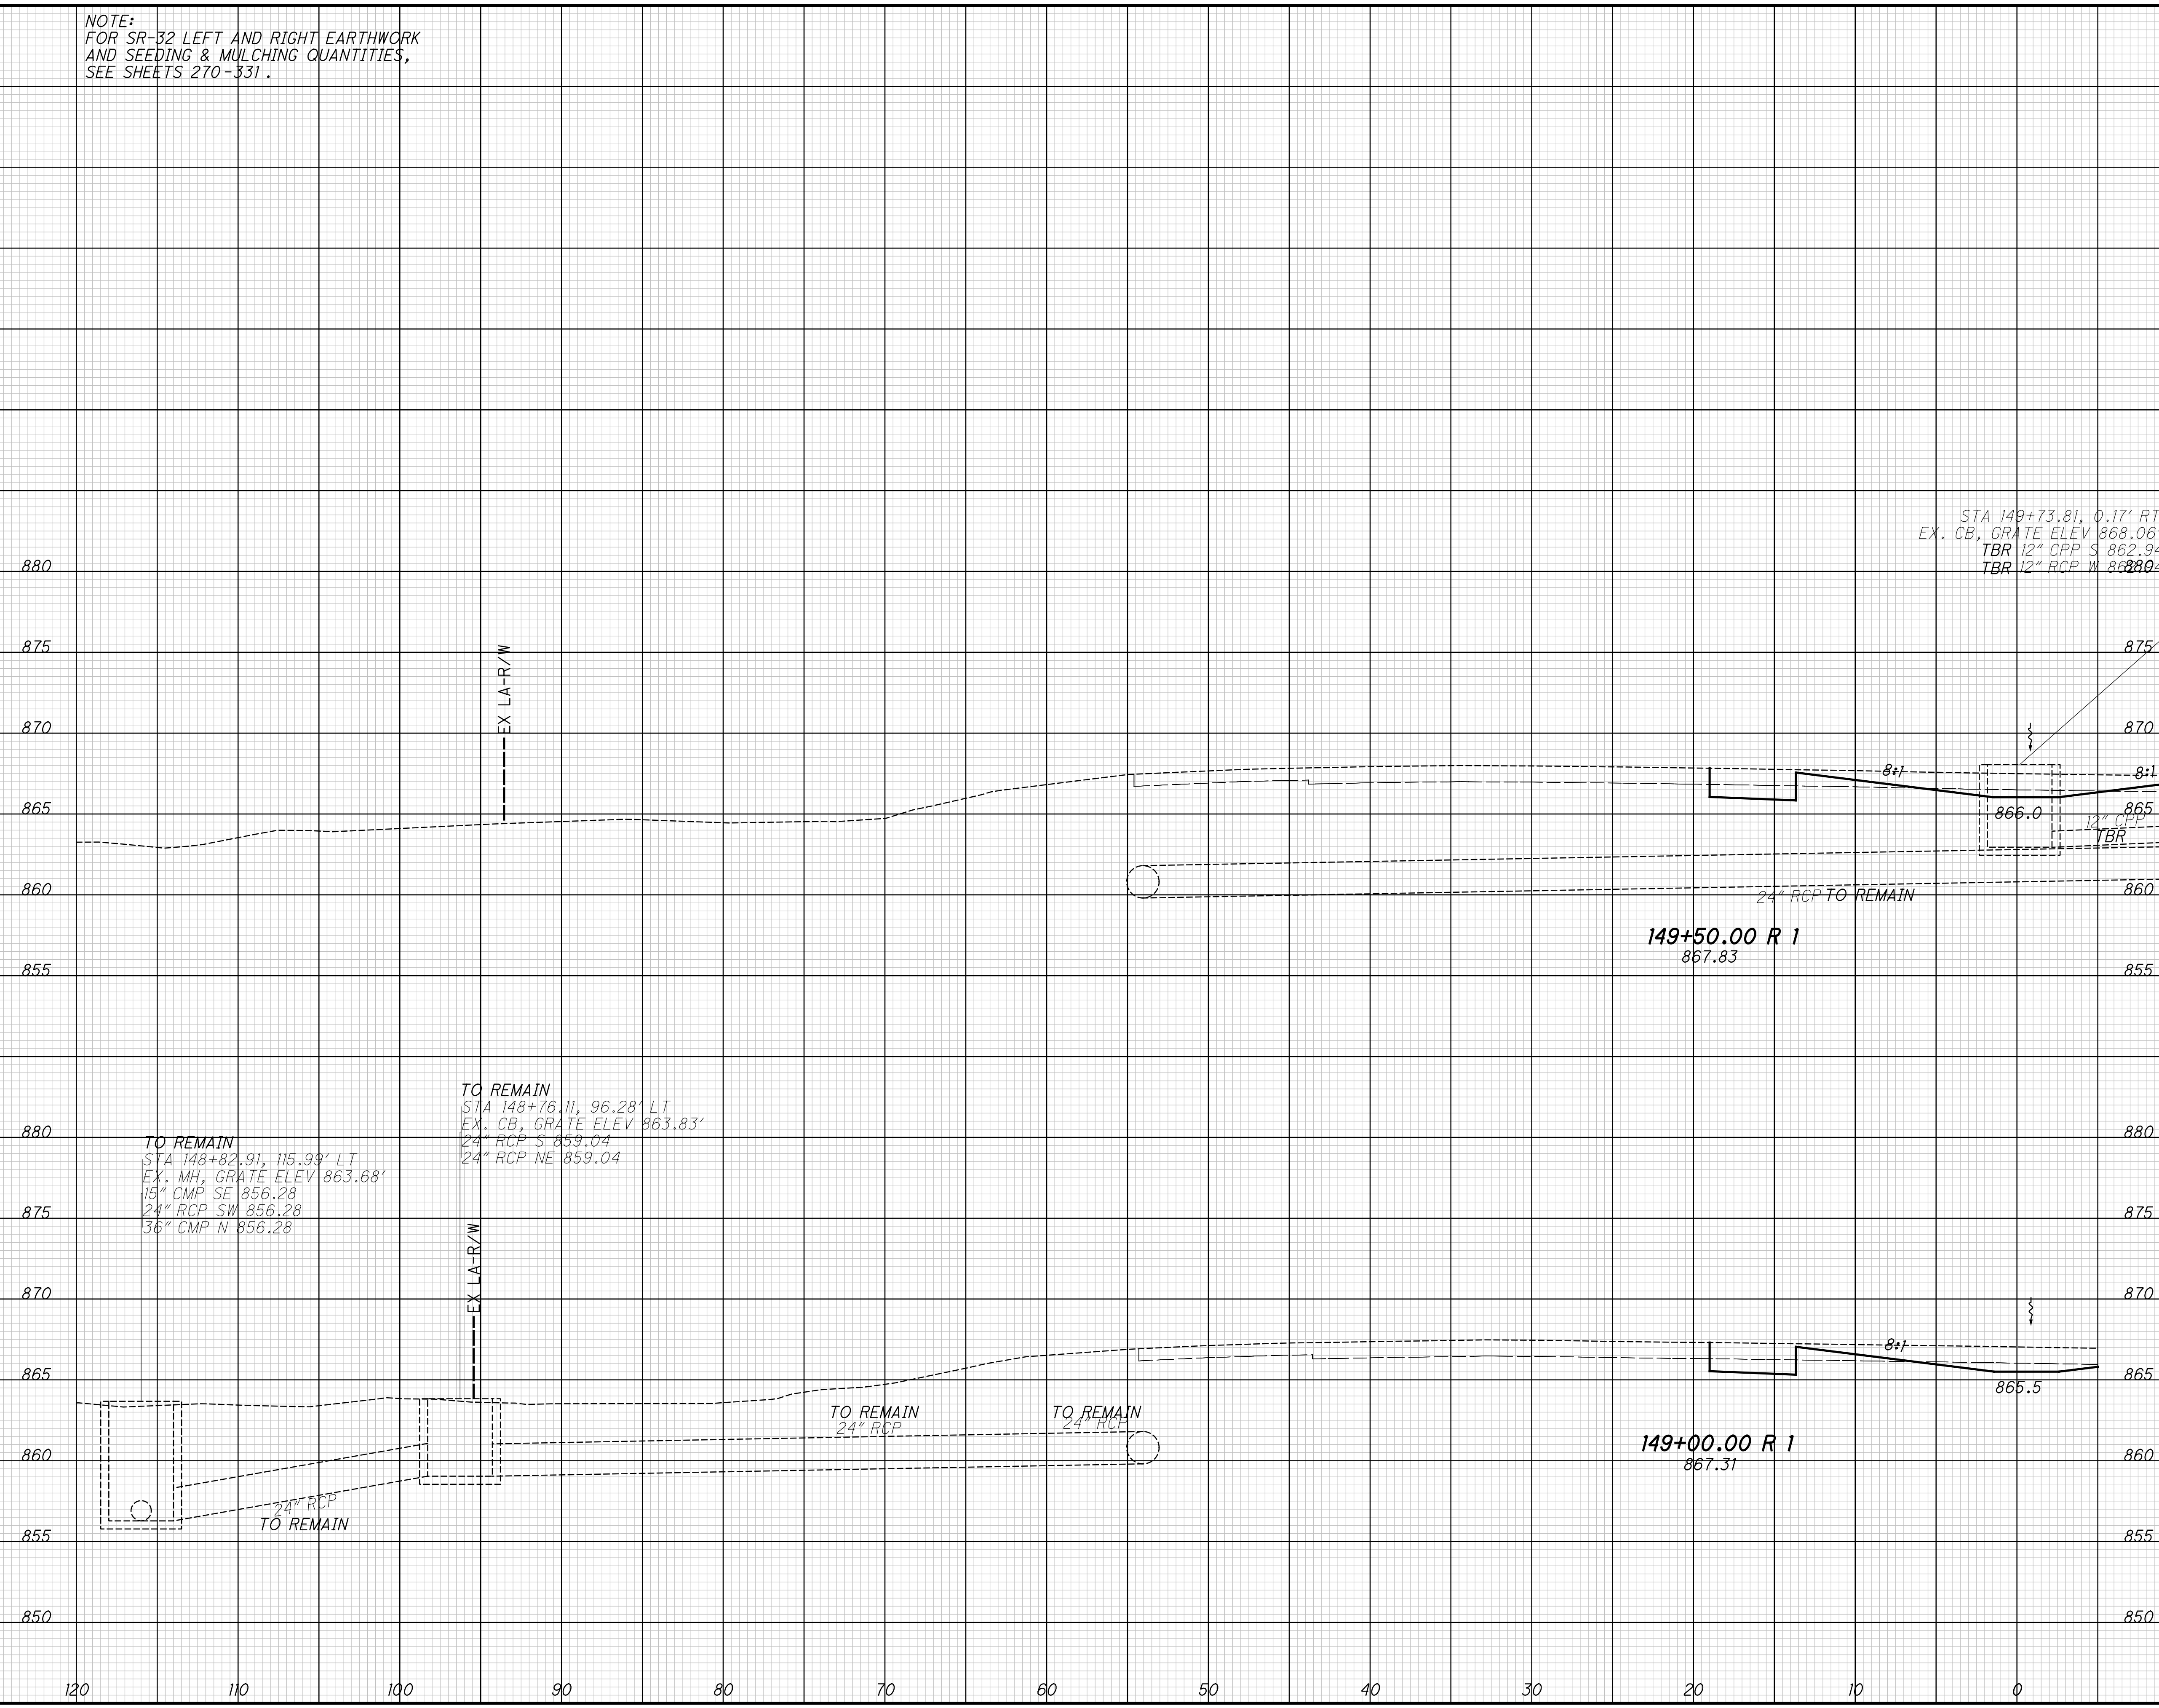 NOTE:
FOR SR-32 LEFT AND RIGHT EARTHWORK
AND SEEDING & MULCHING QUANTITIES,
SEE SHEETS 270-331.
STA 149+73.81, 0.17' RT
EX. CB, GRATE ELEV 868.06'
TBR 12" CPP S 862.94
TBR 12" RCP W
880
880
875
EX LA-R/W
875
870
870
8:1
8:1
865
866.0
865
12" CPP
TBR
860
24" RCP TO REMAIN
860
149+50.00 R 1
867.83
855
855
TO REMAIN
STA 148+76.11, 96.28' LT
EX. CB, GRATE ELEV 863.83'
24" RCP S 859.04
24" RCP NE 859.04
880
880
TO REMAIN
STA 148+82.91, 115.99' LT
EX. MH, GRATE ELEV 863.68'
15" CMP SE 856.28
24" RCP SW 856.28
36" CMP N 856.28
875
875
EX LA-R/W
870
870
8:1
865
865.5
865
TO REMAIN
24" RCP
TO REMAIN
24" RCP
860
149+00.00 R 1
867.31
860
24" RCP
TO REMAIN
855
855
850
850
120 110 100 90 80 70 60 50 40 30 20 10 0